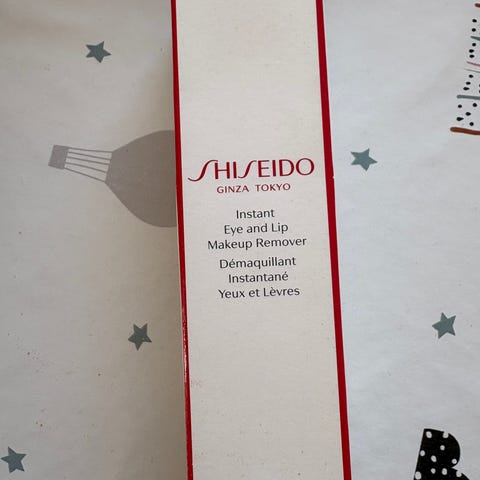 SHISEIDO
GINZA TOKYO
Instant
Eye and Lip
Makeup Remover
Démaquillant
Instantané
Yeux et Lèvres